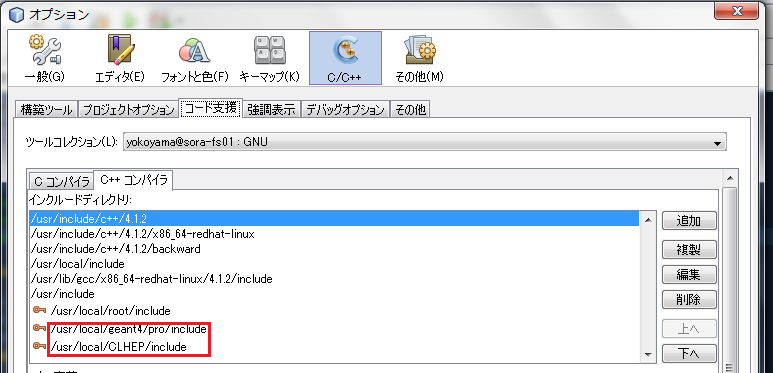 オプション
一般(G) エディタ(E) フォントと色(F) キーマップ(K) C/C++ その他(M)
構築ツール プロジェクトオプション コード支援 強調表示 デバッグオプション その他
ツールコレクション(L): yokoyama@sora-fs01 : GNU
C コンパイラ C++ コンパイラ
インクルードディレクトリ:
/usr/include/c++/4.1.2
/usr/include/c++/4.1.2/x86_64-redhat-linux
/usr/include/c++/4.1.2/backward
/usr/local/include
/usr/lib/gcc/x86_64-redhat-linux/4.1.2/include
/usr/include
/usr/local/root/include
/usr/local/geant4/pro/include
/usr/local/CLHEP/include
追加
複製
編集
削除
上へ
下へ